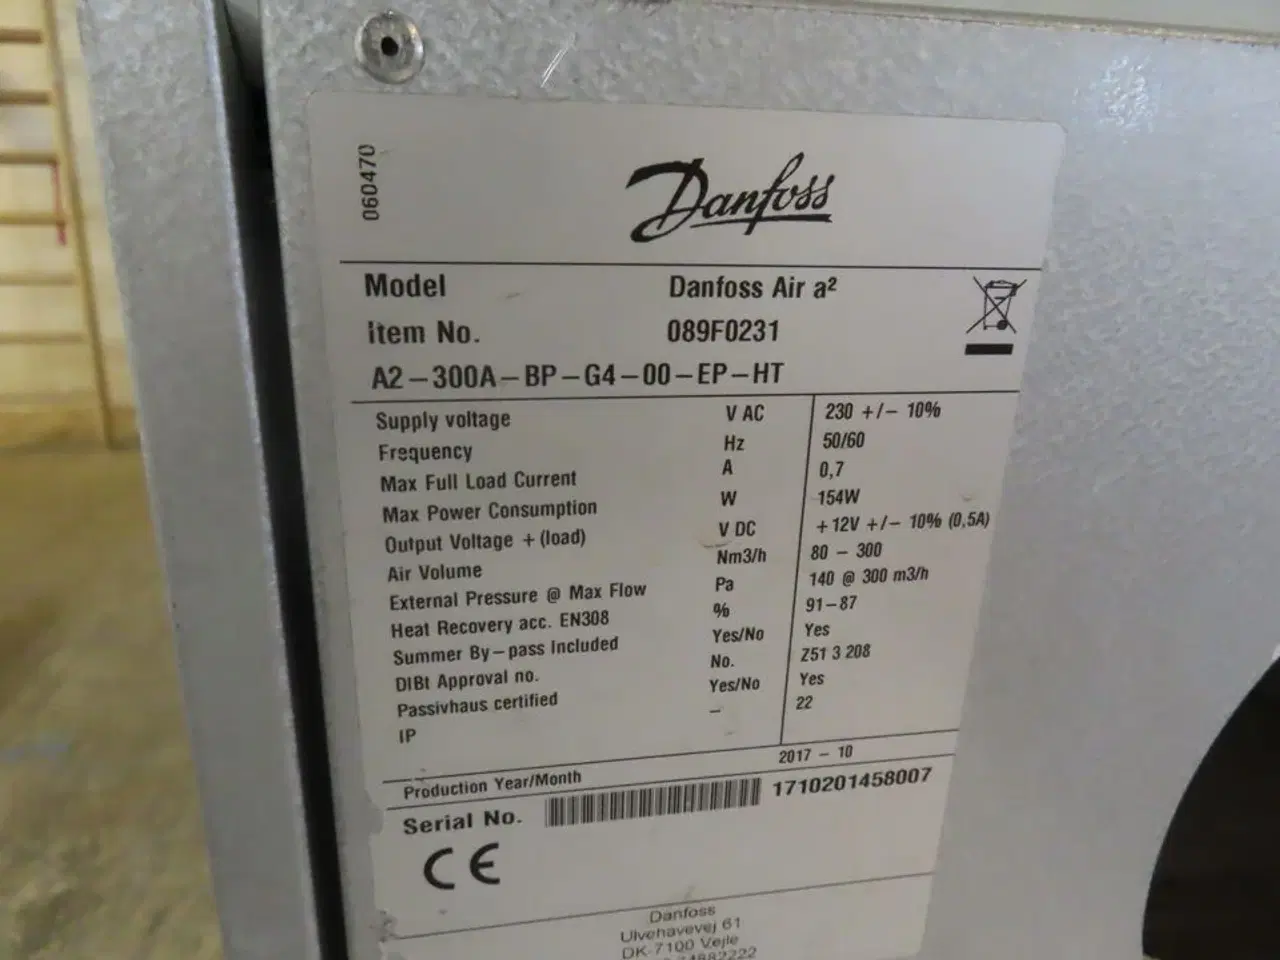 060470
Danfoss
Model Danfoss Air a²
Item No. 089F0231
A2-300A-BP-G4-00-EP-HT
Supply voltage V AC 230 +/- 10%
Frequency Hz 50/60
Max Full Load Current A 0,7
Max Power Consumption W 154W
Output Voltage + (load) V DC +12V +/- 10% (0,5A)
Air Volume Nm3/h 80 - 300
External Pressure @ Max Flow Pa 140 @ 300 m3/h
Heat Recovery acc. EN308 % 91-87
Summer By-pass Included Yes/No Yes
DIBt Approval no. No. Z51 3 208
Passivhaus certified Yes/No Yes
IP - 22
Production Year/Month 2017 - 10
Serial No. 1710201458007
CE
Danfoss
Ulvehavevej 61
DK-7100 Vejle